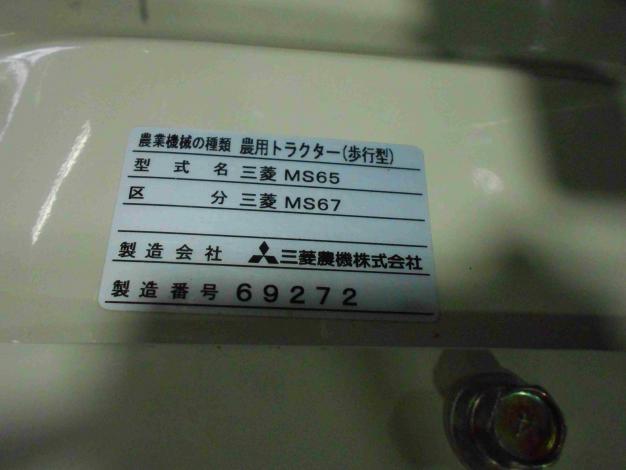 農業機械の種類 農用トラクター(歩行型)
型式名 三菱 MS65
区分 三菱 MS67
製造会社 三菱農機株式会社
製造番号 69272